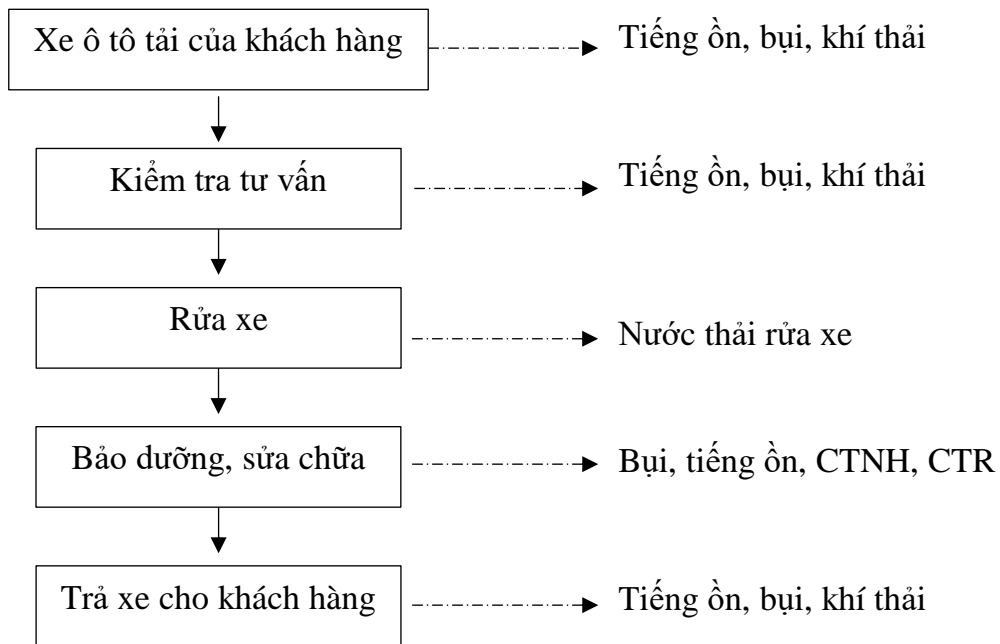 Xe ô tô tải của khách hàng
Tiếng ồn, bụi, khí thải
Kiểm tra tư vấn
Tiếng ồn, bụi, khí thải
Rửa xe
Nước thải rửa xe
Bảo dưỡng, sửa chữa
Bụi, tiếng ồn, CTNH, CTR
Trả xe cho khách hàng
Tiếng ồn, bụi, khí thải